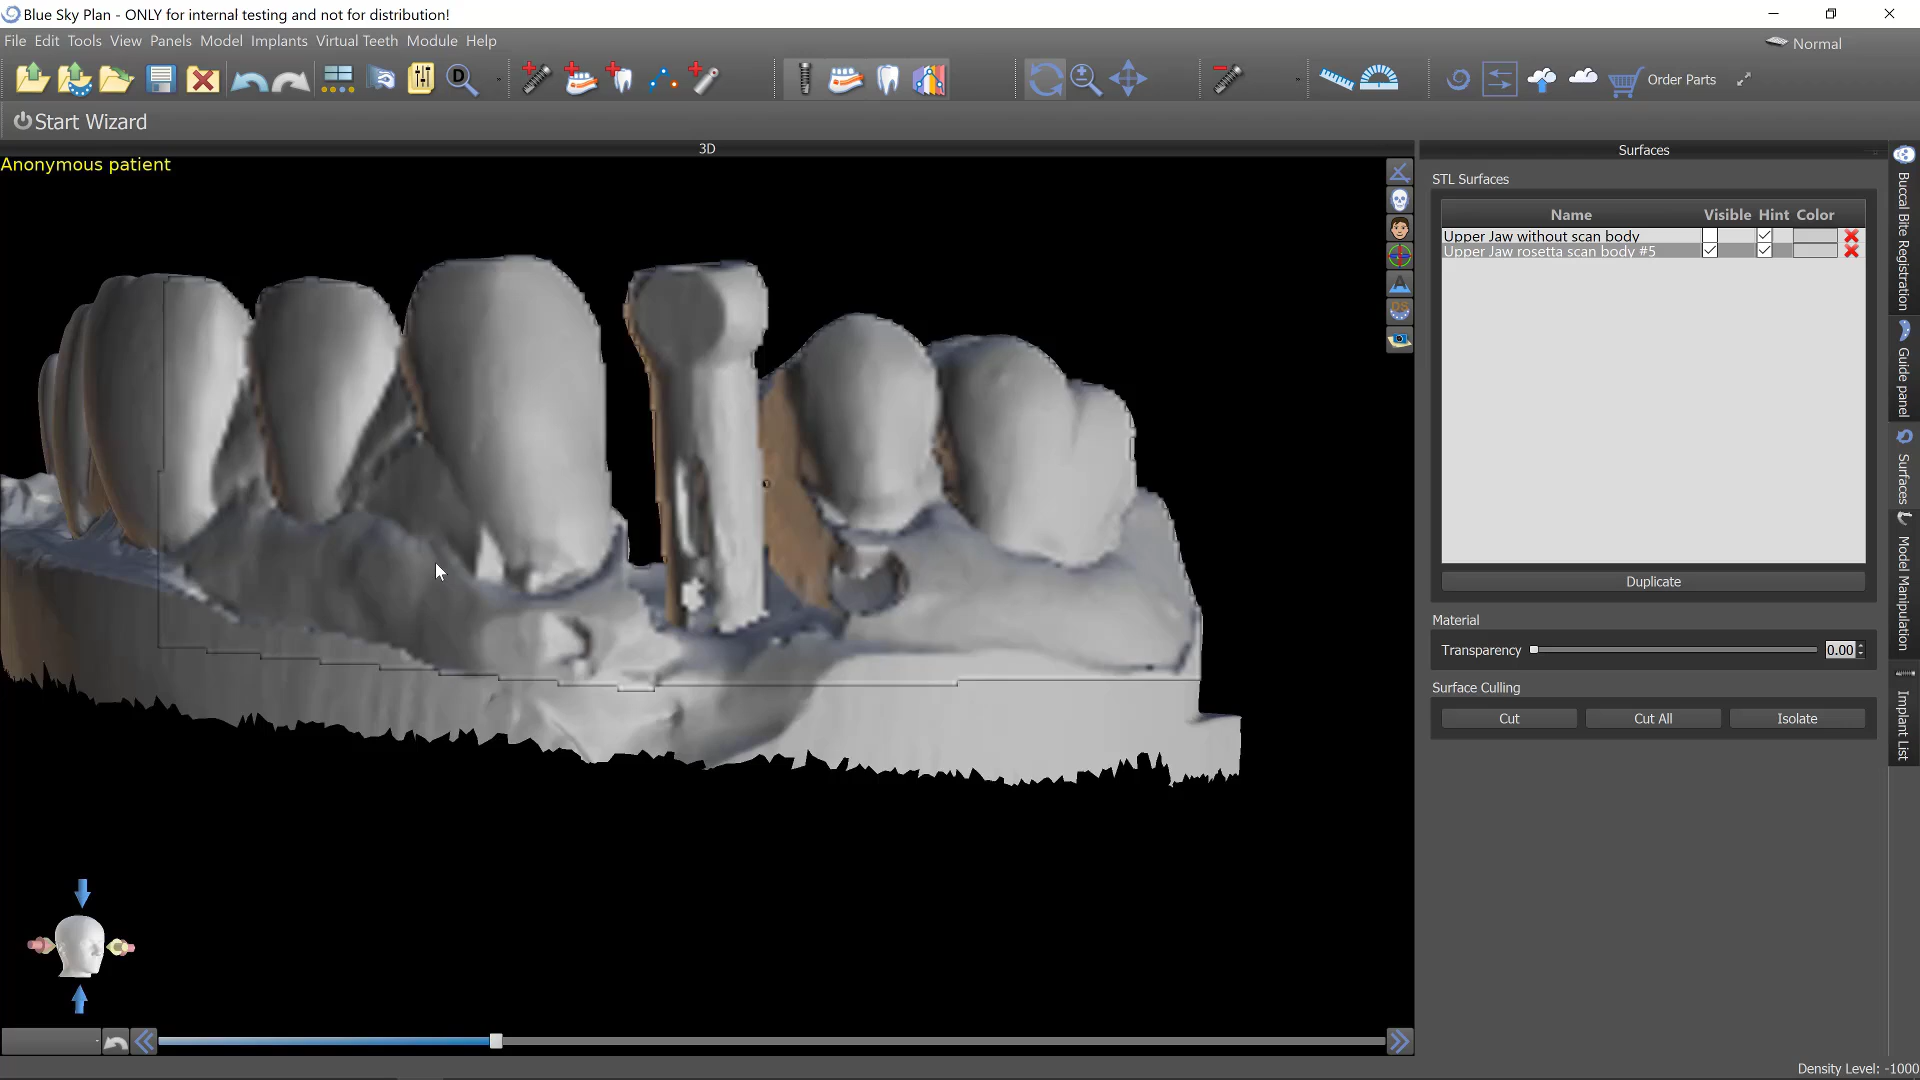 Blue Sky Plan - ONLY for internal testing and not for distribution!
File Edit Tools View Panels Model Implants Virtual Teeth Module Help
Normal
D
Order Parts
Start Wizard
3D
Surfaces
Anonymous patient
STL Surfaces
Name Visible Hint Color
Upper Jaw without scan body
Upper Jaw rosetta scan body #5
Duplicate
Material
Transparency 0.00
Surface Culling
Cut Cut All Isolate
Buccal Bite Registration
Guide panel
Surfaces
Model Manipulation
Implant List
Density Level: -1000